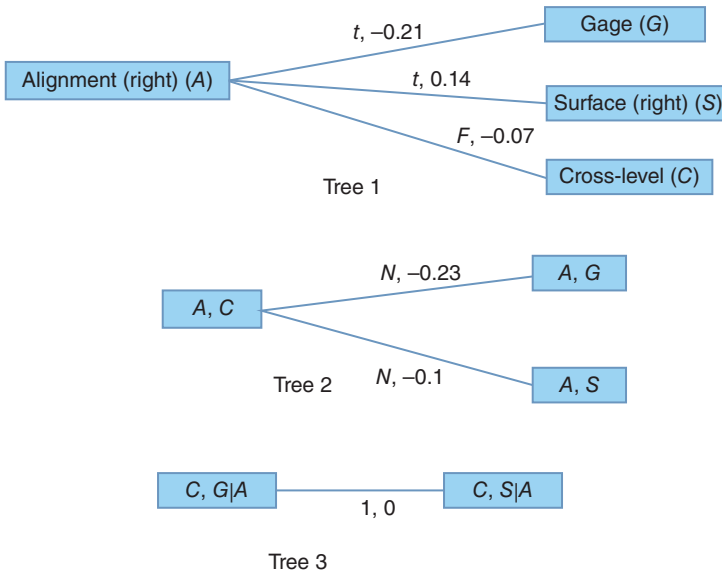 t, −0.21
Gage (G)
Alignment (right) (A)
t, 0.14
Surface (right) (S)
F, −0.07
Cross-level (C)
Tree 1
N, −0.23
A, G
A, C
N, −0.1
A, S
Tree 2
C, G|A
C, S|A
1, 0
Tree 3